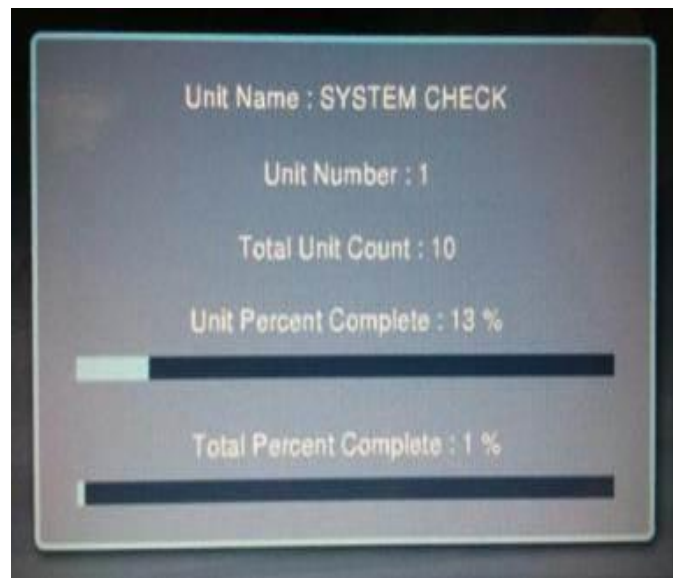 Unit Name : SYSTEM CHECK
Unit Number : 1
Total Unit Count : 10
Unit Percent Complete : 13 %
Total Percent Complete : 1 %